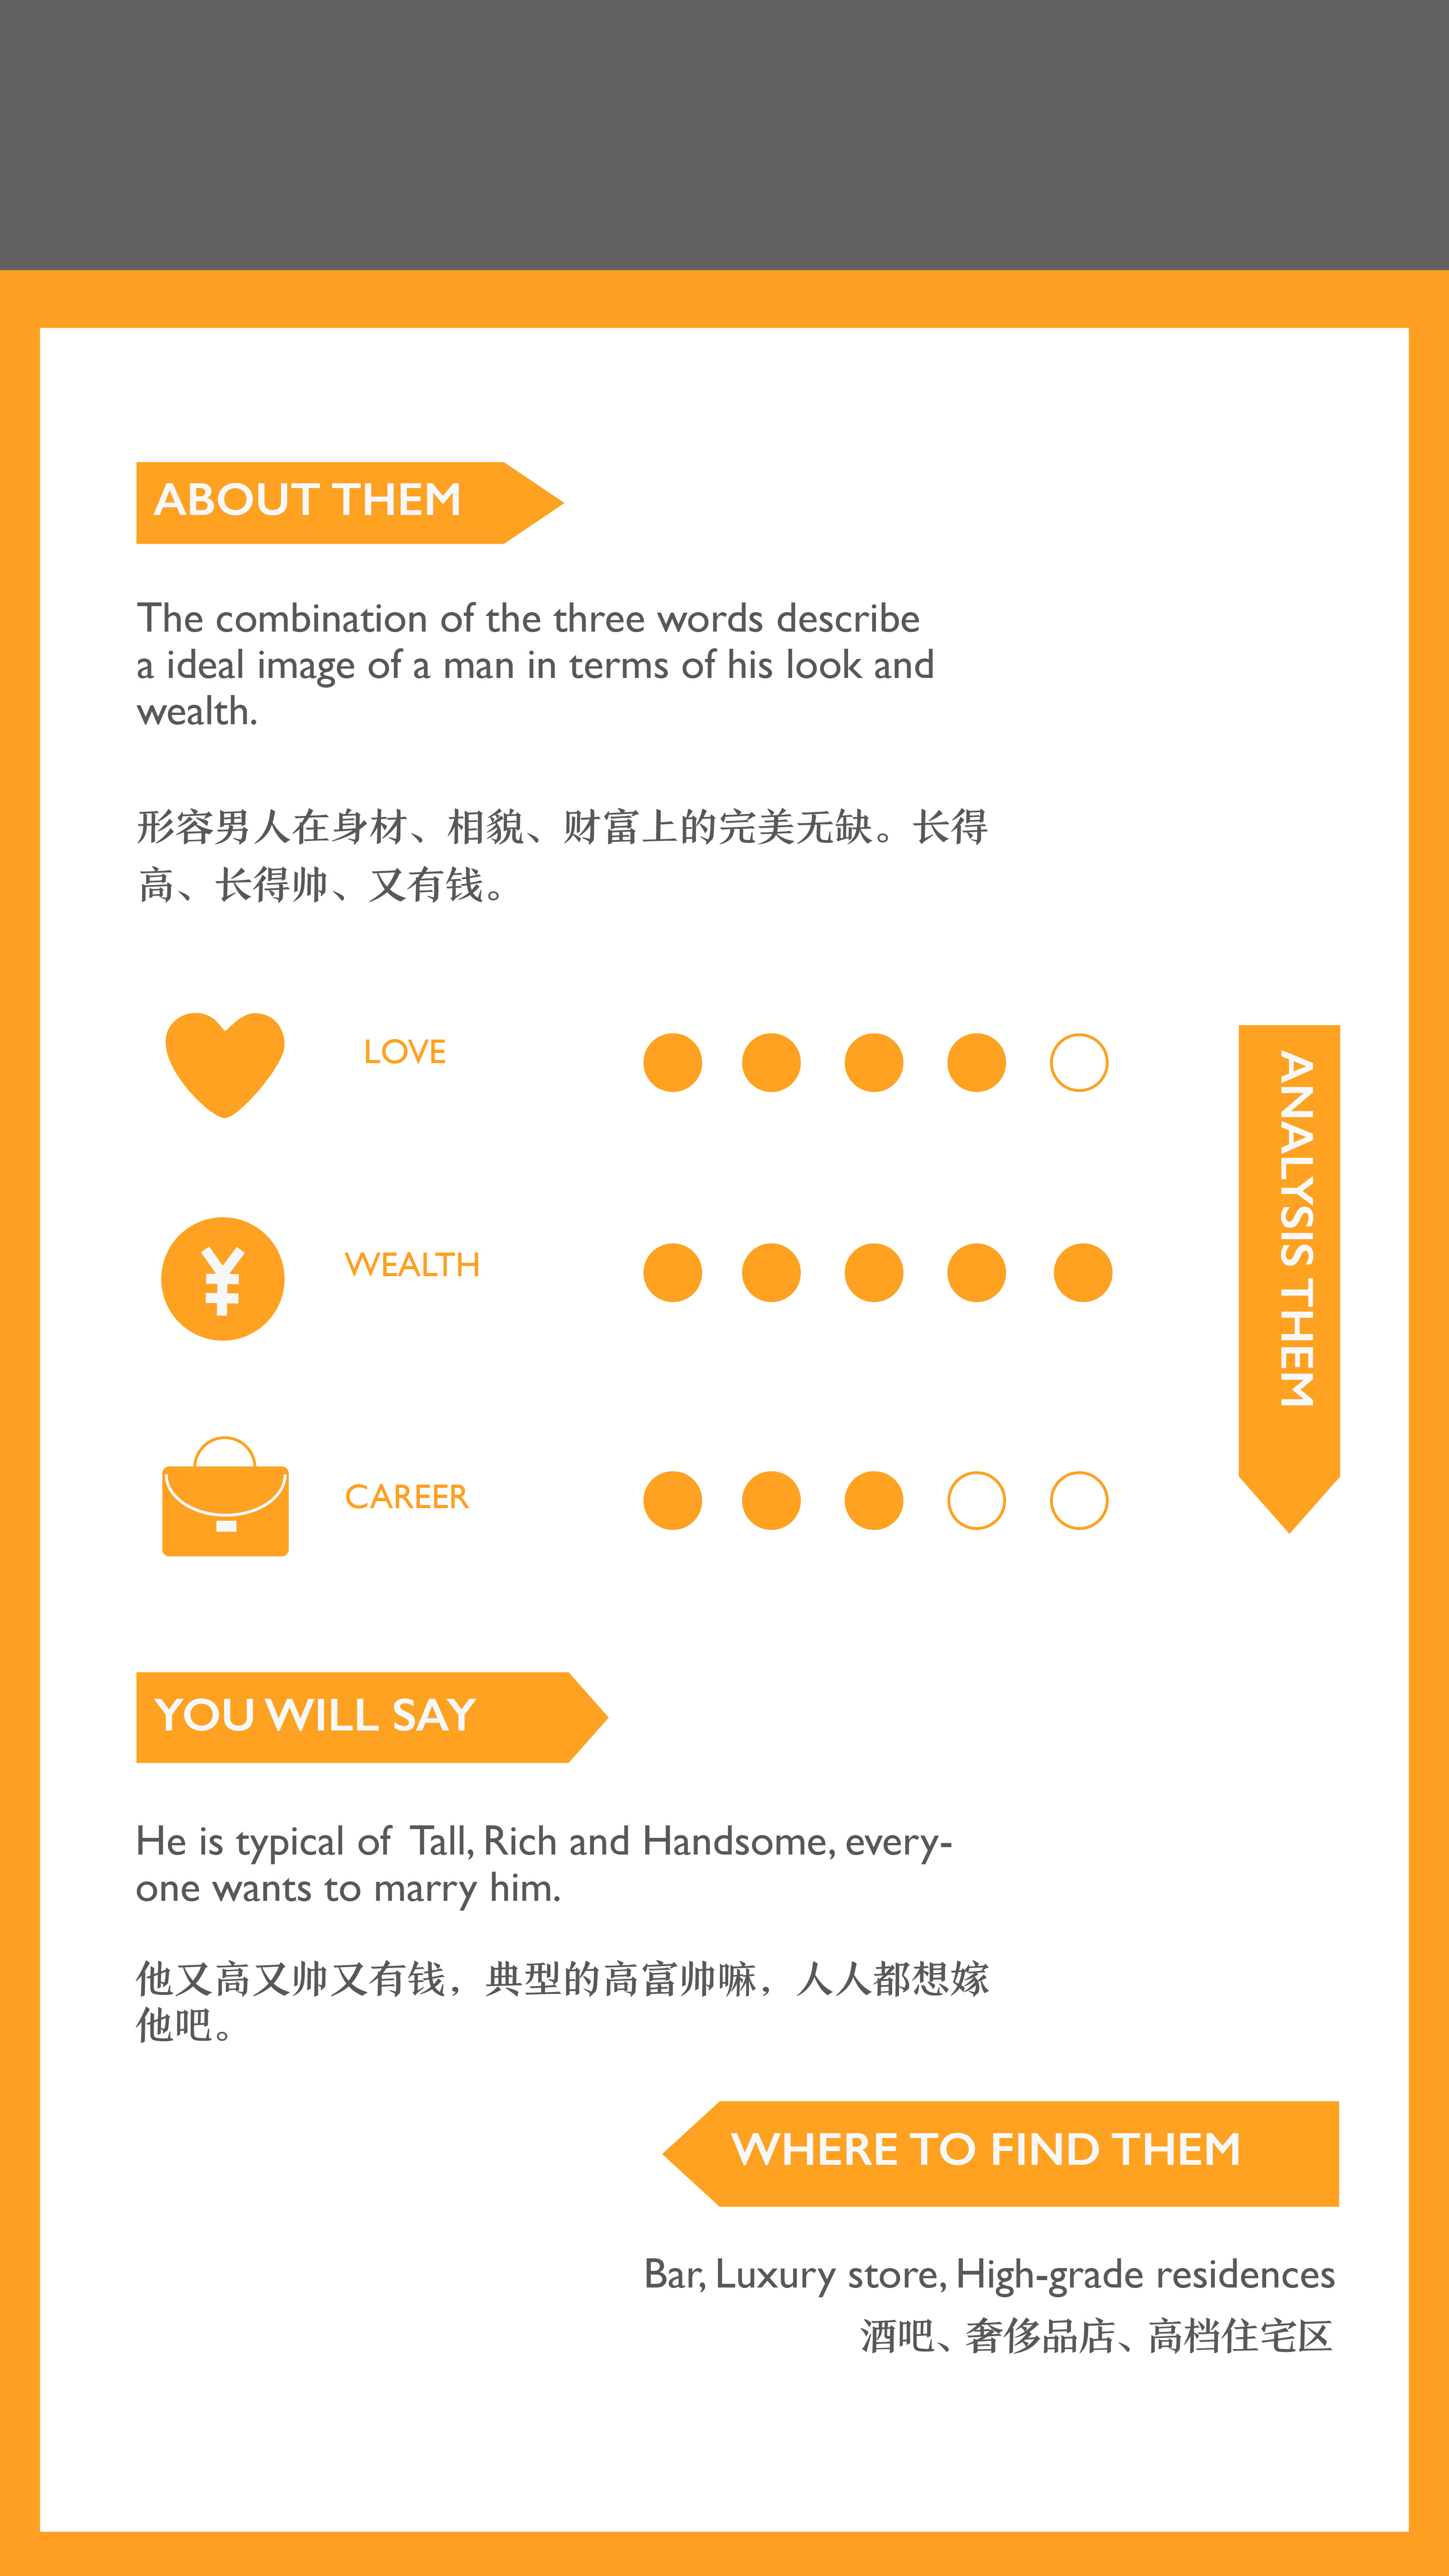 ABOUT THEM
The combination of the three words describe
a ideal image of a man in terms of his look and
wealth.
形容男人在身材、相貌、财富上的完美无缺。长得
高、长得帅、又有钱。
LOVE
¥
WEALTH
CAREER
ANALYSIS THEM
YOU WILL SAY
He is typical of Tall, Rich and Handsome, every-
one wants to marry him.
他又高又帅又有钱，典型的高富帅嘛，人人都想嫁
他吧。
WHERE TO FIND THEM
Bar, Luxury store, High-grade residences
酒吧、奢侈品店、高档住宅区